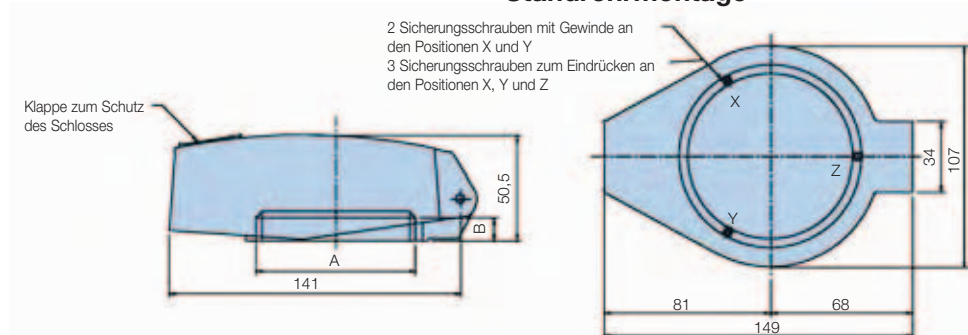 Standrohrmontage
2 Sicherungsschrauben mit Gewinde an
den Positionen X und Y
3 Sicherungsschrauben zum Eindrücken an
den Positionen X, Y und Z
Klappe zum Schutz
des Schlosses
X
Z
Y
34
107
50,5
B
A
141
81
68
149